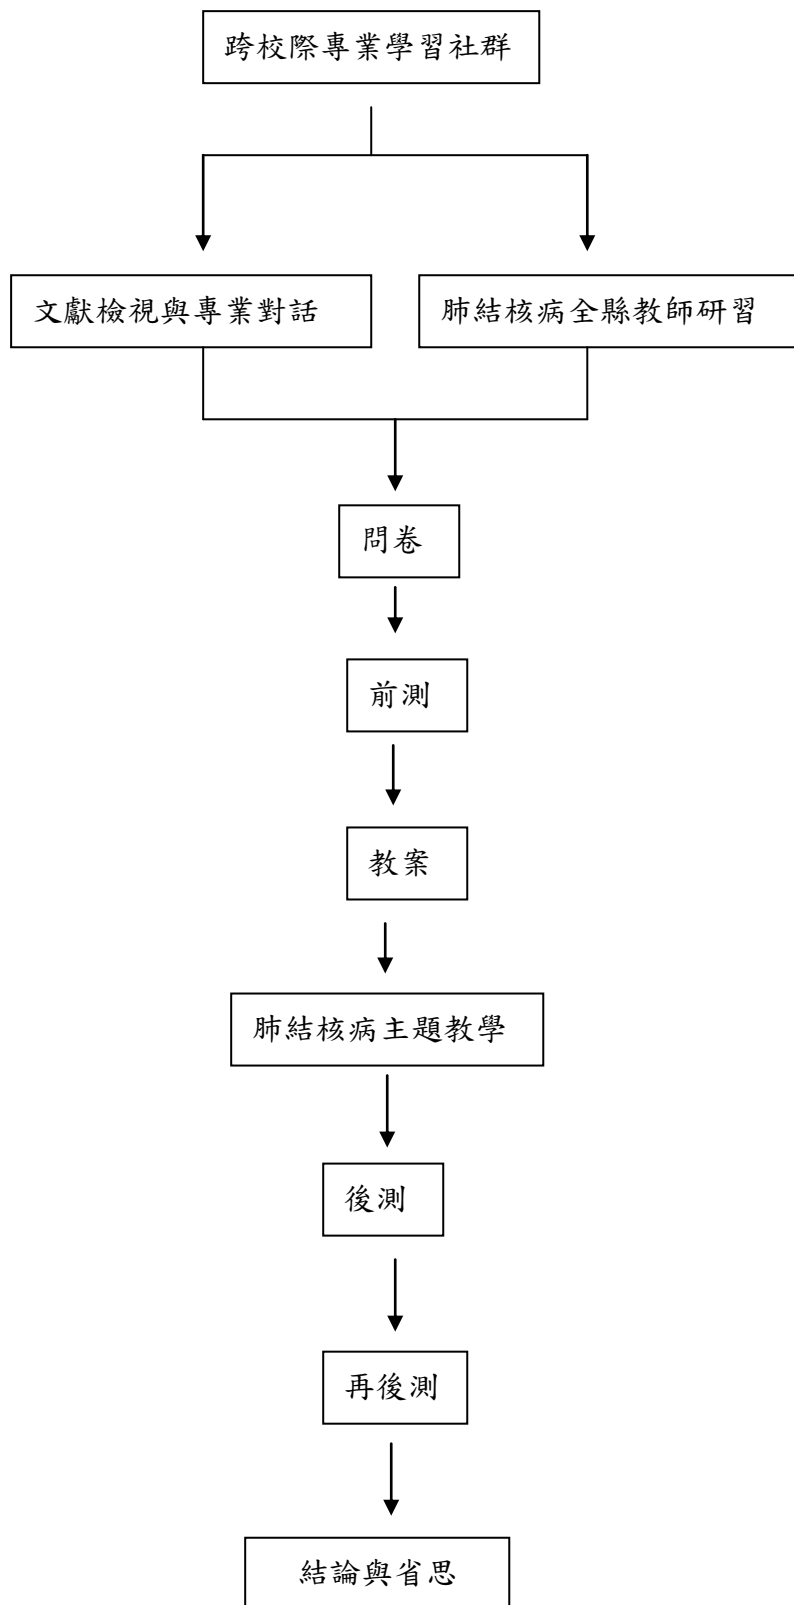 跨校際專業學習社群
文獻檢視與專業對話
肺結核病全縣教師研習
問卷
前測
教案
肺結核病主題教學
後測
再後測
結論與省思